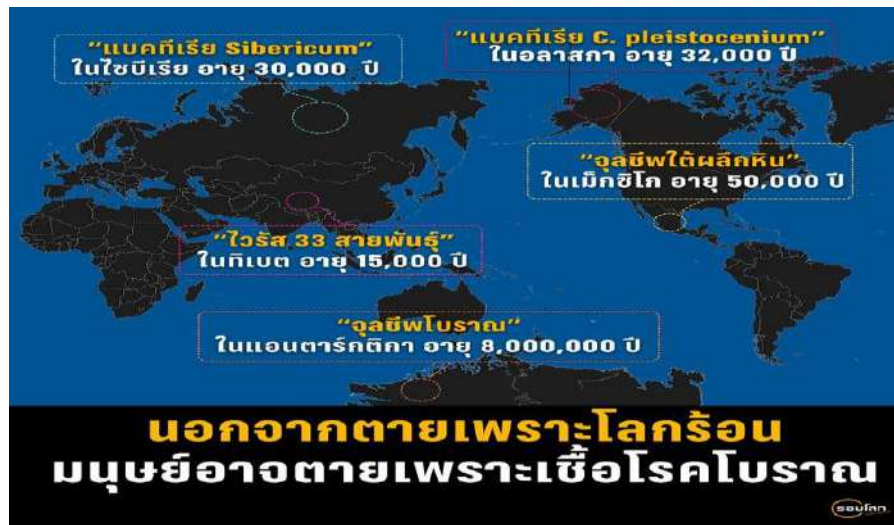 “แบคทีเรีย Sibericum”
ในไซบีเรีย อายุ 30,000 ปี
“แบคทีเรีย C. pleistocenium”
ในอลาสกา อายุ 32,000 ปี
“จุลชีพใต้ผลึกหิน”
ในเม็กซิโก อายุ 50,000 ปี
“ไวรัส 33 สายพันธุ์”
ในทิเบต อายุ 15,000 ปี
“จุลชีพโบราณ”
ในแอนตาร์กติกา อายุ 8,000,000 ปี
นอกจากตายเพราะโลกร้อน
มนุษย์อาจตายเพราะเชื้อโรคโบราณ
รอบโลก